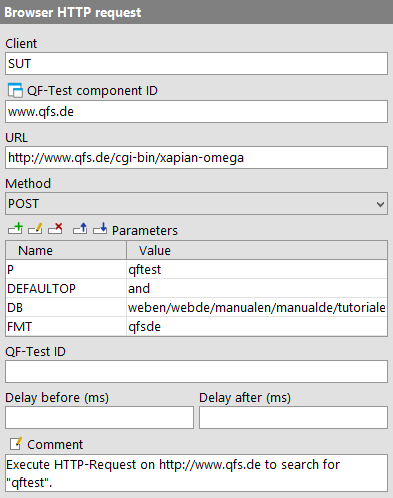 Browser HTTP request
Client
SUT
QF-Test component ID
www.qfs.de
URL
http://www.qfs.de/cgi-bin/xapian-omega
Method
POST
Parameters
Name Value
P qftest
DEFAULTOP and
DB weben/webde/manualen/manualde/tutoriale
FMT qfsde
QF-Test ID
Delay before (ms) Delay after (ms)
Comment
Execute HTTP-Request on http://www.qfs.de to search for
"qftest".